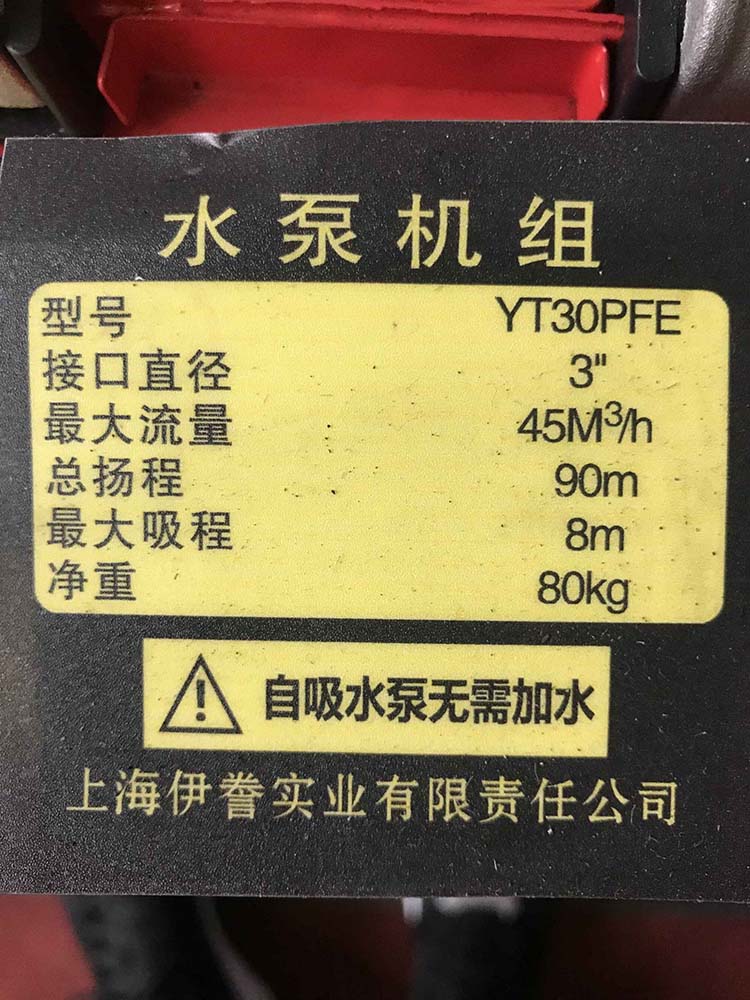 水泵机组
型号 YT30PFE
接口直径 3"
最大流量 45M³/h
总扬程 90m
最大吸程 8m
净重 80kg
自吸水泵无需加水
上海伊誊实业有限责任公司